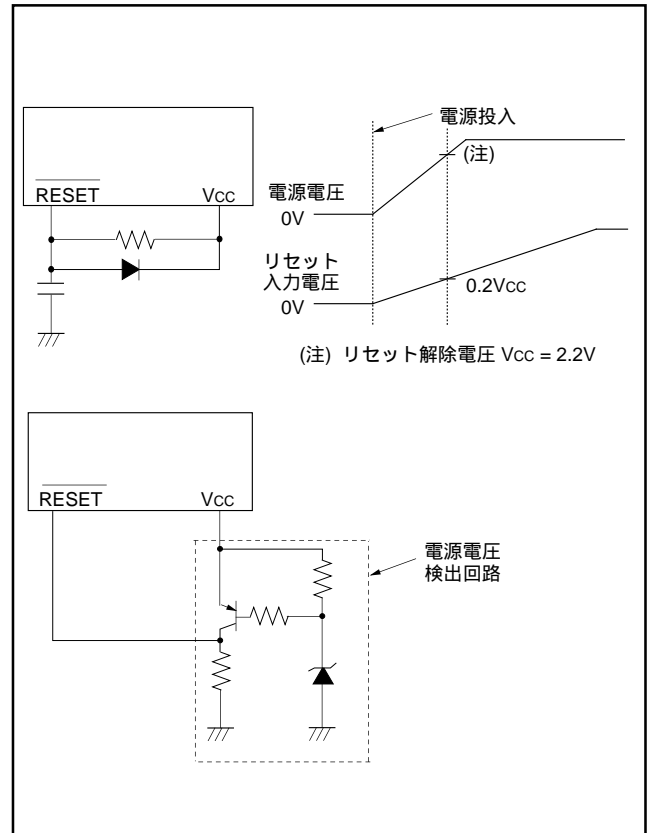 電源投入
(注)
RESET
VCC
電源電圧
0V
リセット
入力電圧
0.2VCC
0V
(注) リセット解除電圧 VCC = 2.2V
RESET
VCC
電源電圧
検出回路